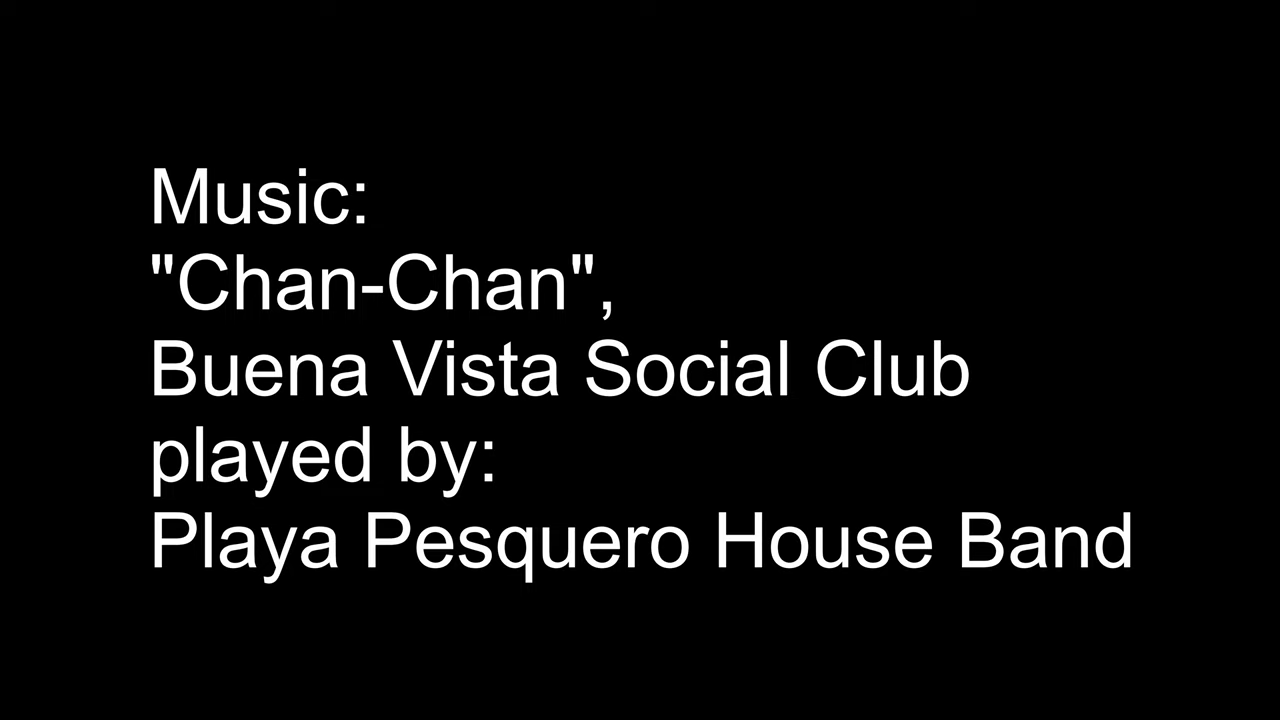 Music:
"Chan-Chan",
Buena Vista Social Club
played by:
Playa Pesquero House Band